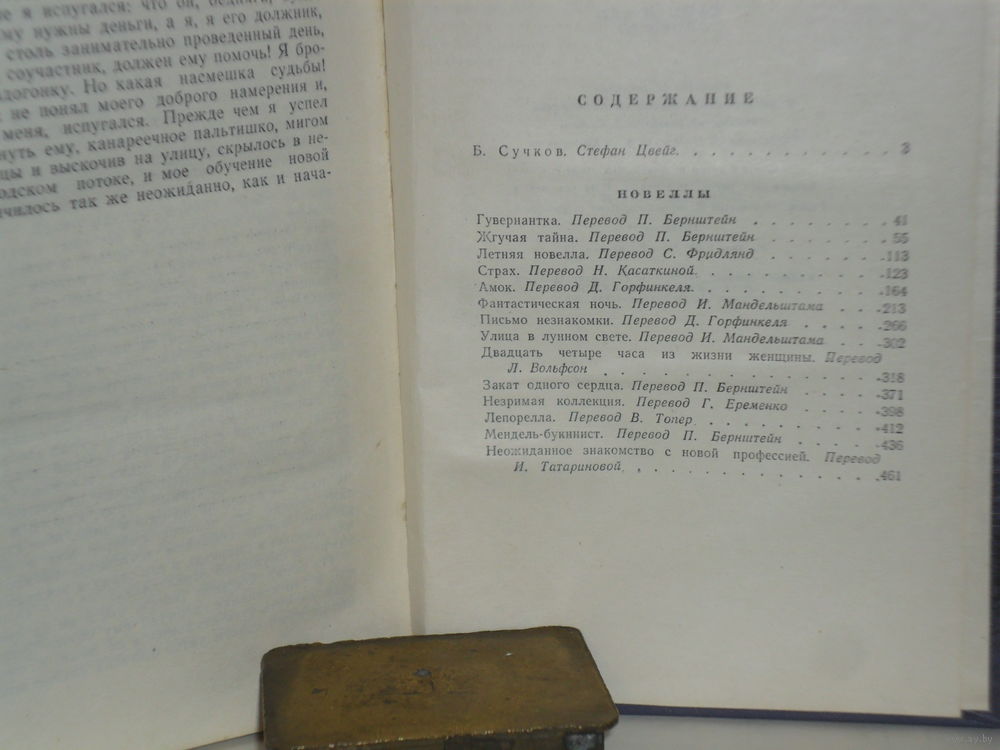 е я испугался: что он,
му нужны деньги, а я, я его должник,
столь занимательно проведенный день,
соучастник, должен ему помочь! Я бро-
вдогонку. Но какая насмешка судьбы!
не понял моего доброго намерения и,
меня, испугался. Прежде чем я успел
нуть ему, канареечное пальтишко, мигом
цы и выскочив на улицу, скрылось в не-
одском потоке, и мое обучение новой
чилось так же неожиданно, как и нача-
СОДЕРЖАНИЕ
Б. Сучков. Стефан Цвейг. . . . . . . . . . . . . 3
НОВЕЛЛЫ
Гувернантка. Перевод П. Бернштейн . . . . . . . 41
Жгучая тайна. Перевод П. Бернштейн . . . . . . . 55
Летняя новелла. Перевод С. Фридлянд . . . . . . . 113
Страх. Перевод Н. Касаткиной. . . . . . . . . . 123
Амок. Перевод Д. Горфинкеля. . . . . . . . . . 164
Фантастическая ночь. Перевод И. Мандельштама . . . 213
Письмо незнакомки. Перевод Д. Горфинкеля . . . . . 266
Улица в лунном свете. Перевод И. Мандельштама . . . 302
Двадцать четыре часа из жизни женщины. Перевод
Л. Вольфсон . . . . . . . . . . . . . 318
Закат одного сердца. Перевод П. Бернштейн . . . . . 371
Незримая коллекция. Перевод Г. Еременко . . . . . 398
Лепорелла. Перевод В. Топер . . . . . . . . . 412
Мендель-букинист. Перевод П. Бернштейн . . . . . 436
Неожиданное знакомство с новой профессией. Перевод
И. Татариновой . . . . . . . . . . . . . 461
www.ay.by